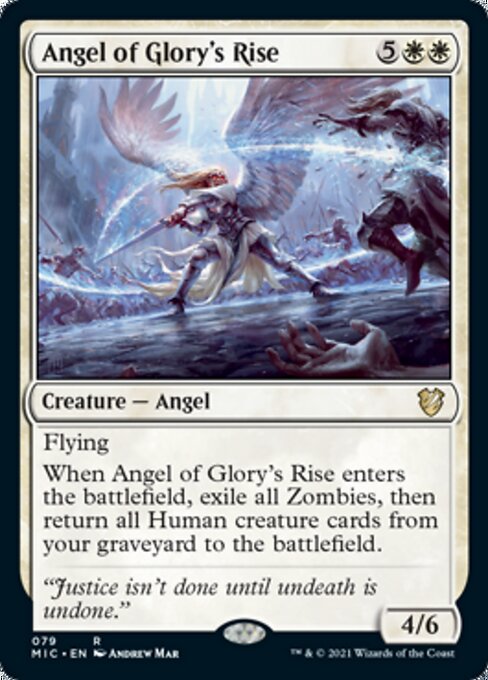 Angel of Glory's Rise 5
Creature — Angel
Flying
When Angel of Glory's Rise enters
the battlefield, exile all Zombies, then
return all Human creature cards from
your graveyard to the battlefield.
"Justice isn't done until undeath is
undone."
4/6
079 R
MIC • EN Andrew Mar
™ & © 2021 Wizards of the Coast